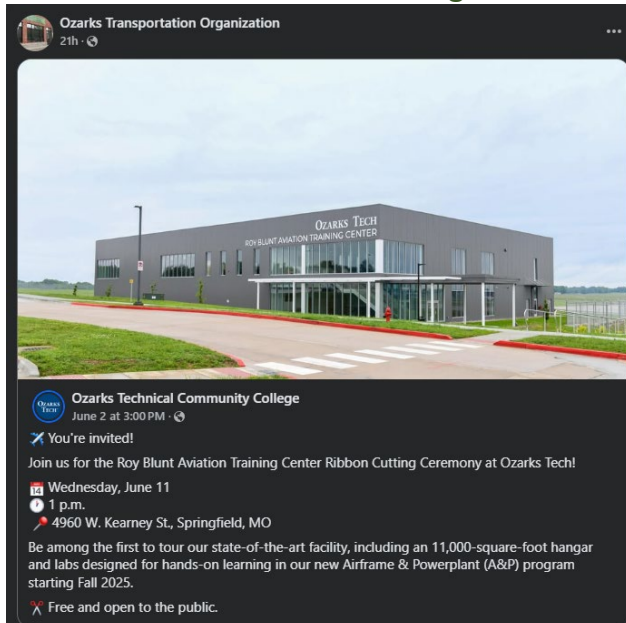 Ozarks Transportation Organization
21h ·
OZARKS TECH
ROY BLUNT AVIATION TRAINING CENTER
OZARKS
TECH
Ozarks Technical Community College
June 2 at 3:00 PM ·
✈️ You're invited!
Join us for the Roy Blunt Aviation Training Center Ribbon Cutting Ceremony at Ozarks Tech!
📅 Wednesday, June 11
🕐 1 p.m.
📍 4960 W. Kearney St., Springfield, MO
Be among the first to tour our state-of-the-art facility, including an 11,000-square-foot hangar
and labs designed for hands-on learning in our new Airframe & Powerplant (A&P) program
starting Fall 2025.
✂️ Free and open to the public.